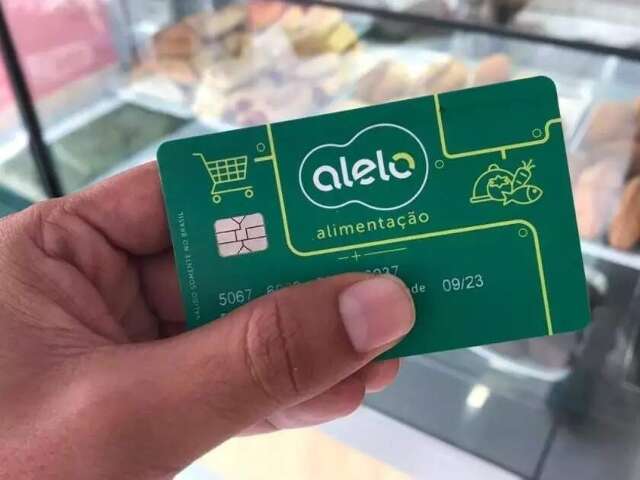 alelo
alimentação
VÁLIDO SOMENTE NO BRASIL
5067
09/23